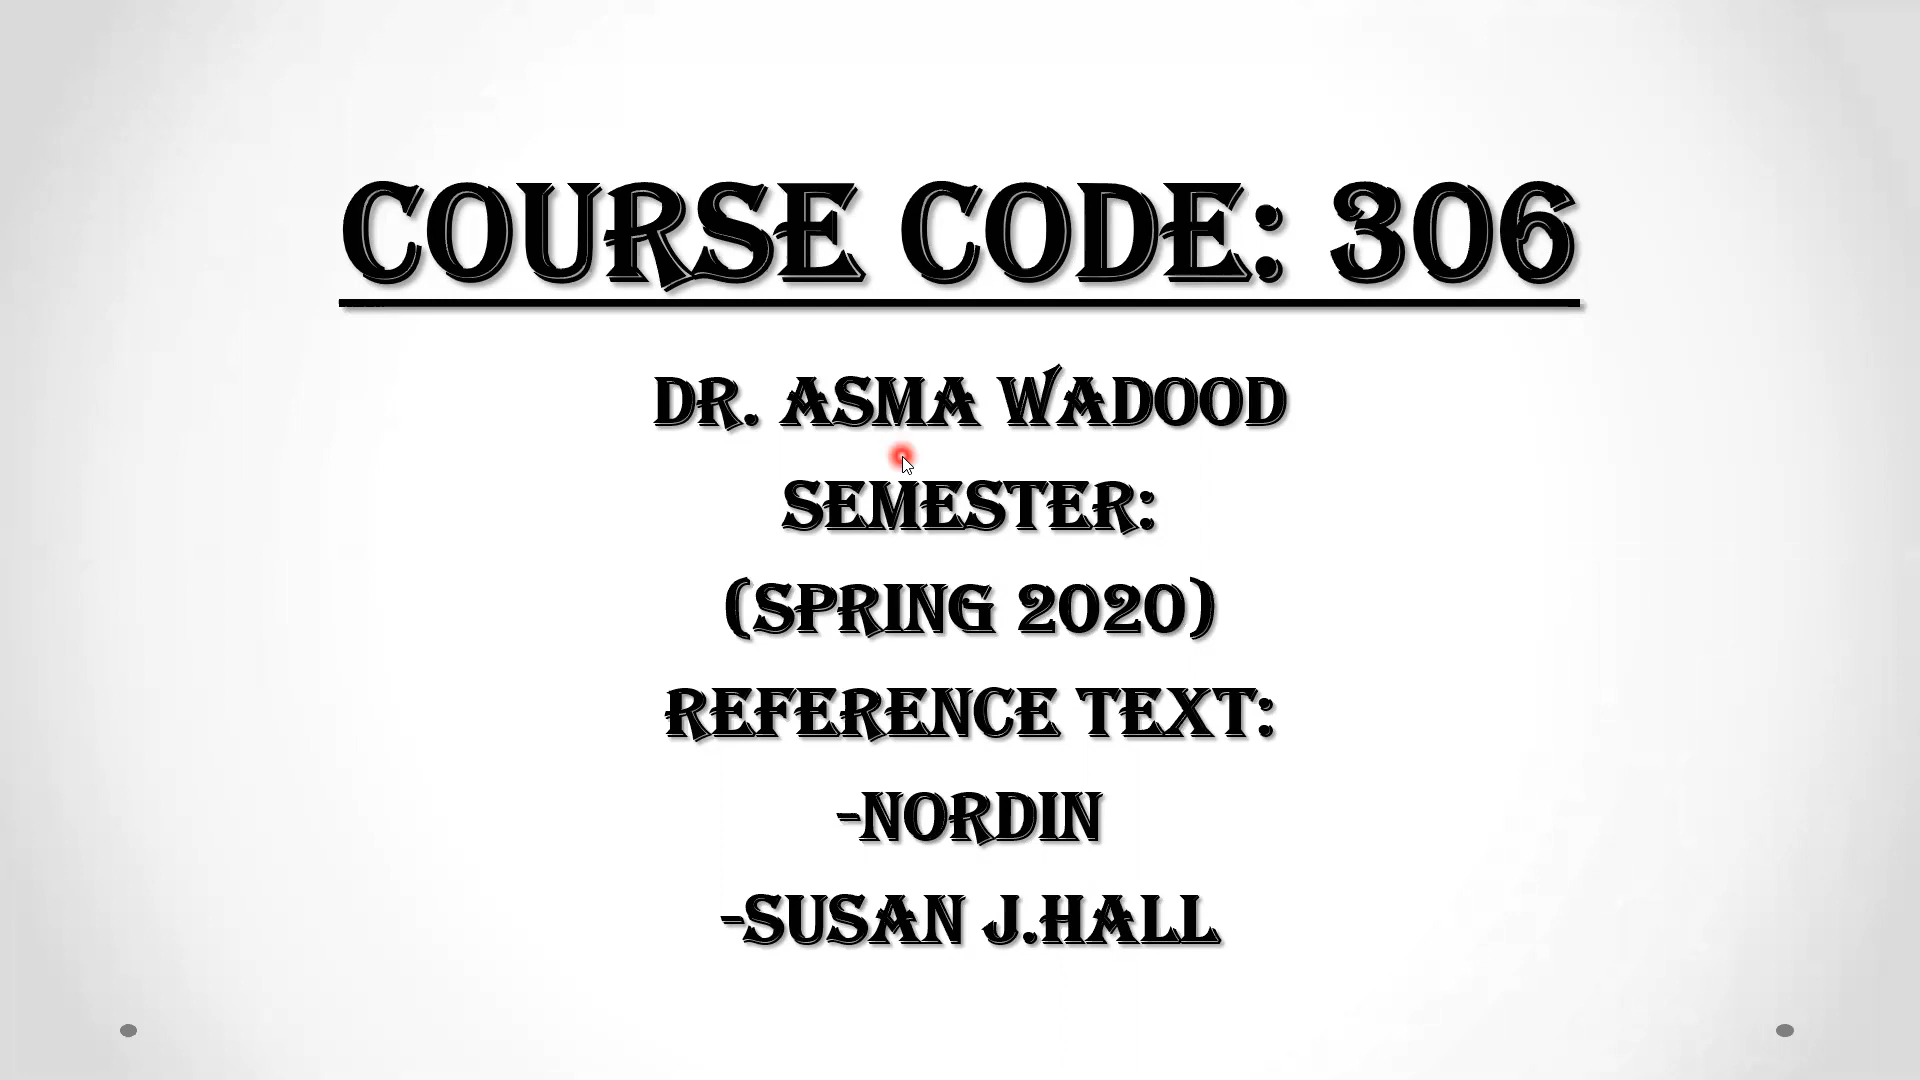 COURSE CODE: 306
DR. ASMA WADOOD
SEMESTER:
(SPRING 2020)
REFERENCE TEXT:
-NORDIN
-SUSAN J.HALL